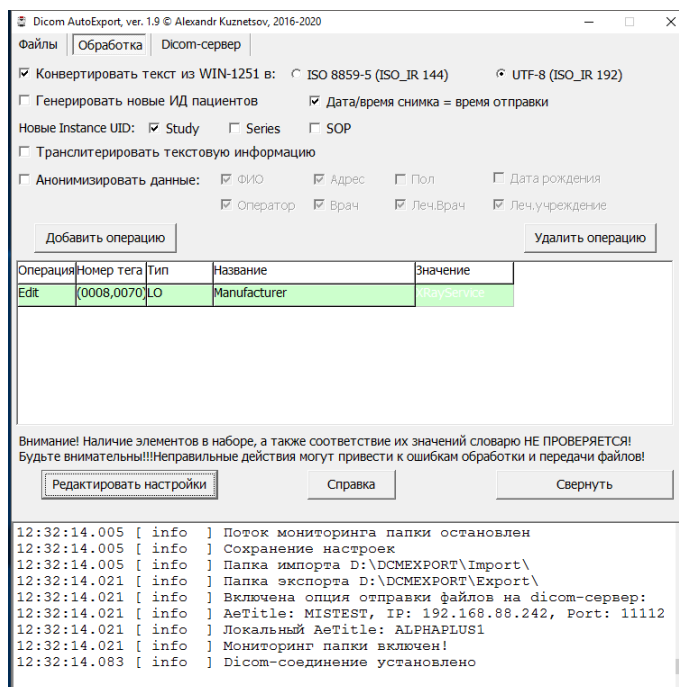 Dicom AutoExport, ver. 1.9 © Alexandr Kuznetsov, 2016-2020
Файлы Обработка Dicom-сервер
Конвертировать текст из WIN-1251 в: ISO 8859-5 (ISO_IR 144) UTF-8 (ISO_IR 192)
Генерировать новые ИД пациентов Дата/время снимка = время отправки
Новые Instance UID: Study Series SOP
Транслитерировать текстовую информацию
Анонимизировать данные: ФИО Адрес Пол Дата рождения
Оператор Врач Леч.Врач Леч.учреждение
Добавить операцию Удалить операцию
Операция Номер тега Тип Название Значение
Edit (0008,0070) LO Manufacturer XRayService
Внимание! Наличие элементов в наборе, а также соответствие их значений словарю НЕ ПРОВЕРЯЕТСЯ!
Будьте внимательны!!!Неправильные действия могут привести к ошибкам обработки и передачи файлов!
Редактировать настройки Справка Свернуть
12:32:14.005 [ info ] Поток мониторинга папки остановлен
12:32:14.005 [ info ] Сохранение настроек
12:32:14.005 [ info ] Папка импорта D:\DCMEXPORT\Import\
12:32:14.021 [ info ] Папка экспорта D:\DCMEXPORT\Export\
12:32:14.021 [ info ] Включена опция отправки файлов на dicom-сервер:
12:32:14.021 [ info ] AeTitle: MISTEST, IP: 192.168.88.242, Port: 11112
12:32:14.021 [ info ] Локальный AeTitle: ALPHAPLUS1
12:32:14.021 [ info ] Мониторинг папки включен!
12:32:14.083 [ info ] Dicom-соединение установлено